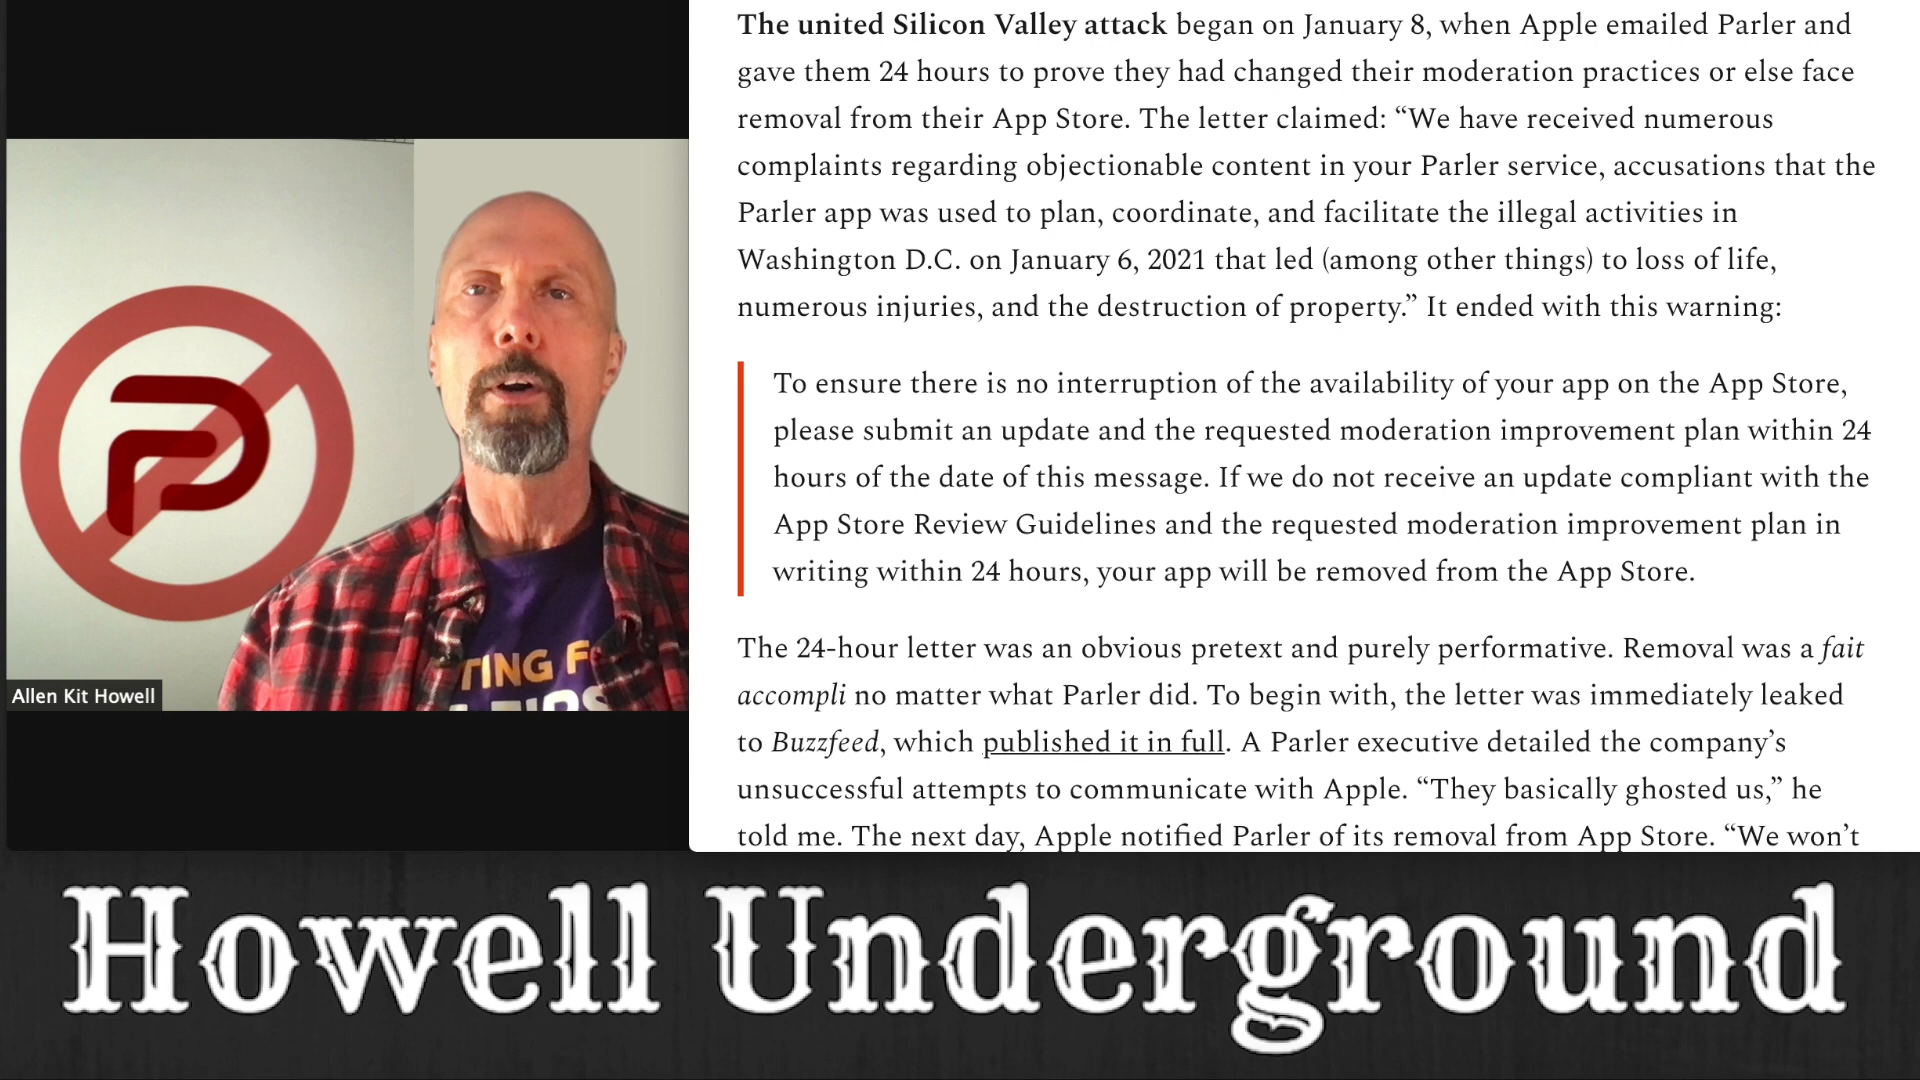 The united Silicon Valley attack began on January 8, when Apple emailed Parler and
gave them 24 hours to prove they had changed their moderation practices or else face
removal from their App Store. The letter claimed: “We have received numerous
complaints regarding objectionable content in your Parler service, accusations that the
Parler app was used to plan, coordinate, and facilitate the illegal activities in
Washington D.C. on January 6, 2021 that led (among other things) to loss of life,
numerous injuries, and the destruction of property.” It ended with this warning:
To ensure there is no interruption of the availability of your app on the App Store,
please submit an update and the requested moderation improvement plan within 24
hours of the date of this message. If we do not receive an update compliant with the
App Store Review Guidelines and the requested moderation improvement plan in
writing within 24 hours, your app will be removed from the App Store.
The 24-hour letter was an obvious pretext and purely performative. Removal was a fait
accompli no matter what Parler did. To begin with, the letter was immediately leaked
to Buzzfeed, which published it in full. A Parler executive detailed the company’s
unsuccessful attempts to communicate with Apple. “They basically ghosted us,” he
told me. The next day, Apple notified Parler of its removal from App Store. “We won’t
TING F
Allen Kit Howell
Howell Underground